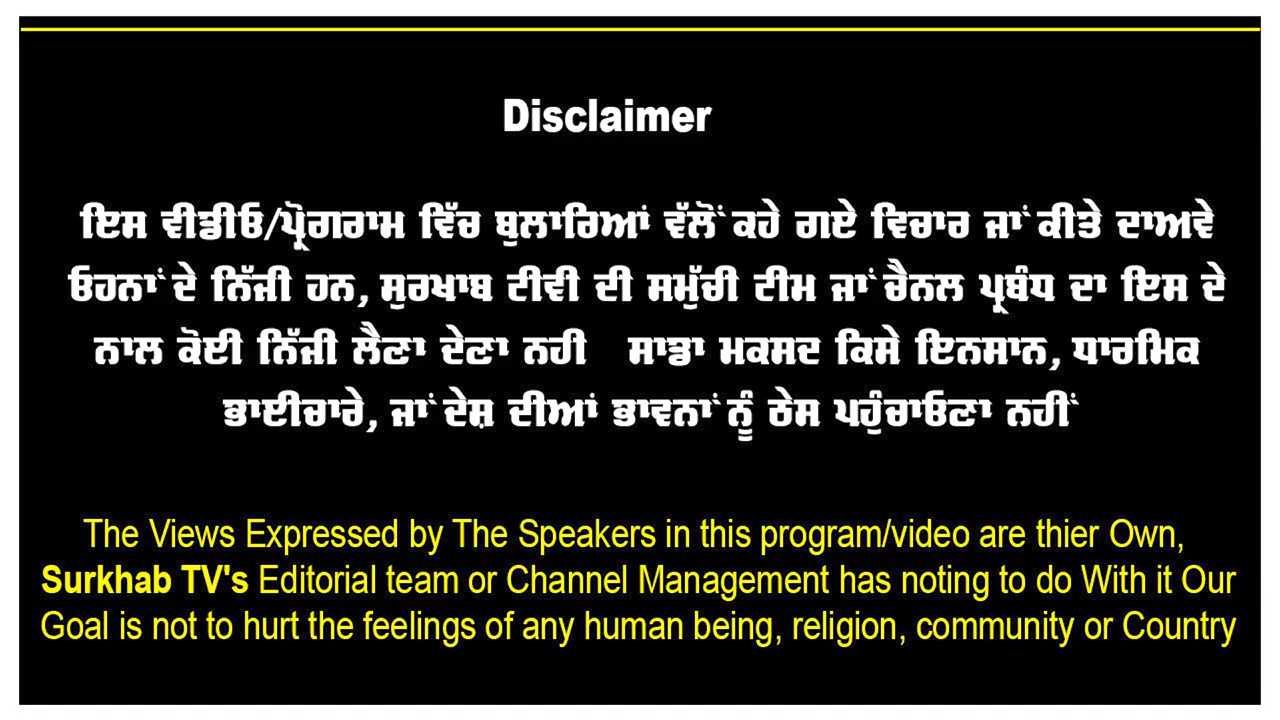 Disclaimer
ਇਸ ਵੀਡੀਓ/ਪ੍ਰੋਗਰਾਮ ਵਿੱਚ ਬੁਲਾਰਿਆਂ ਵੱਲੋਂ ਕਹੇ ਗਏ ਵਿਚਾਰ ਜਾਂ ਕੀਤੇ ਦਾਅਵੇ
ਓਹਨਾਂ ਦੇ ਨਿੱਜੀ ਹਨ, ਸੁਰਖਾਬ ਟੀਵੀ ਦੀ ਸਮੁੱਚੀ ਟੀਮ ਜਾਂ ਚੈਨਲ ਪ੍ਰਬੰਧ ਦਾ ਇਸ ਦੇ
ਨਾਲ ਕੋਈ ਨਿੱਜੀ ਲੈਣਾ ਦੇਣਾ ਨਹੀ ਸਾਡਾ ਮਕਸਦ ਕਿਸੇ ਇਨਸਾਨ, ਧਾਰਮਿਕ
ਭਾਈਚਾਰੇ, ਜਾਂ ਦੇਸ਼ ਦੀਆਂ ਭਾਵਨਾਂ ਨੂੰ ਠੇਸ ਪਹੁੰਚਾਓਣਾ ਨਹੀਂ
The Views Expressed by The Speakers in this program/video are thier Own,
Surkhab TV's Editorial team or Channel Management has noting to do With it Our
Goal is not to hurt the feelings of any human being, religion, community or Country